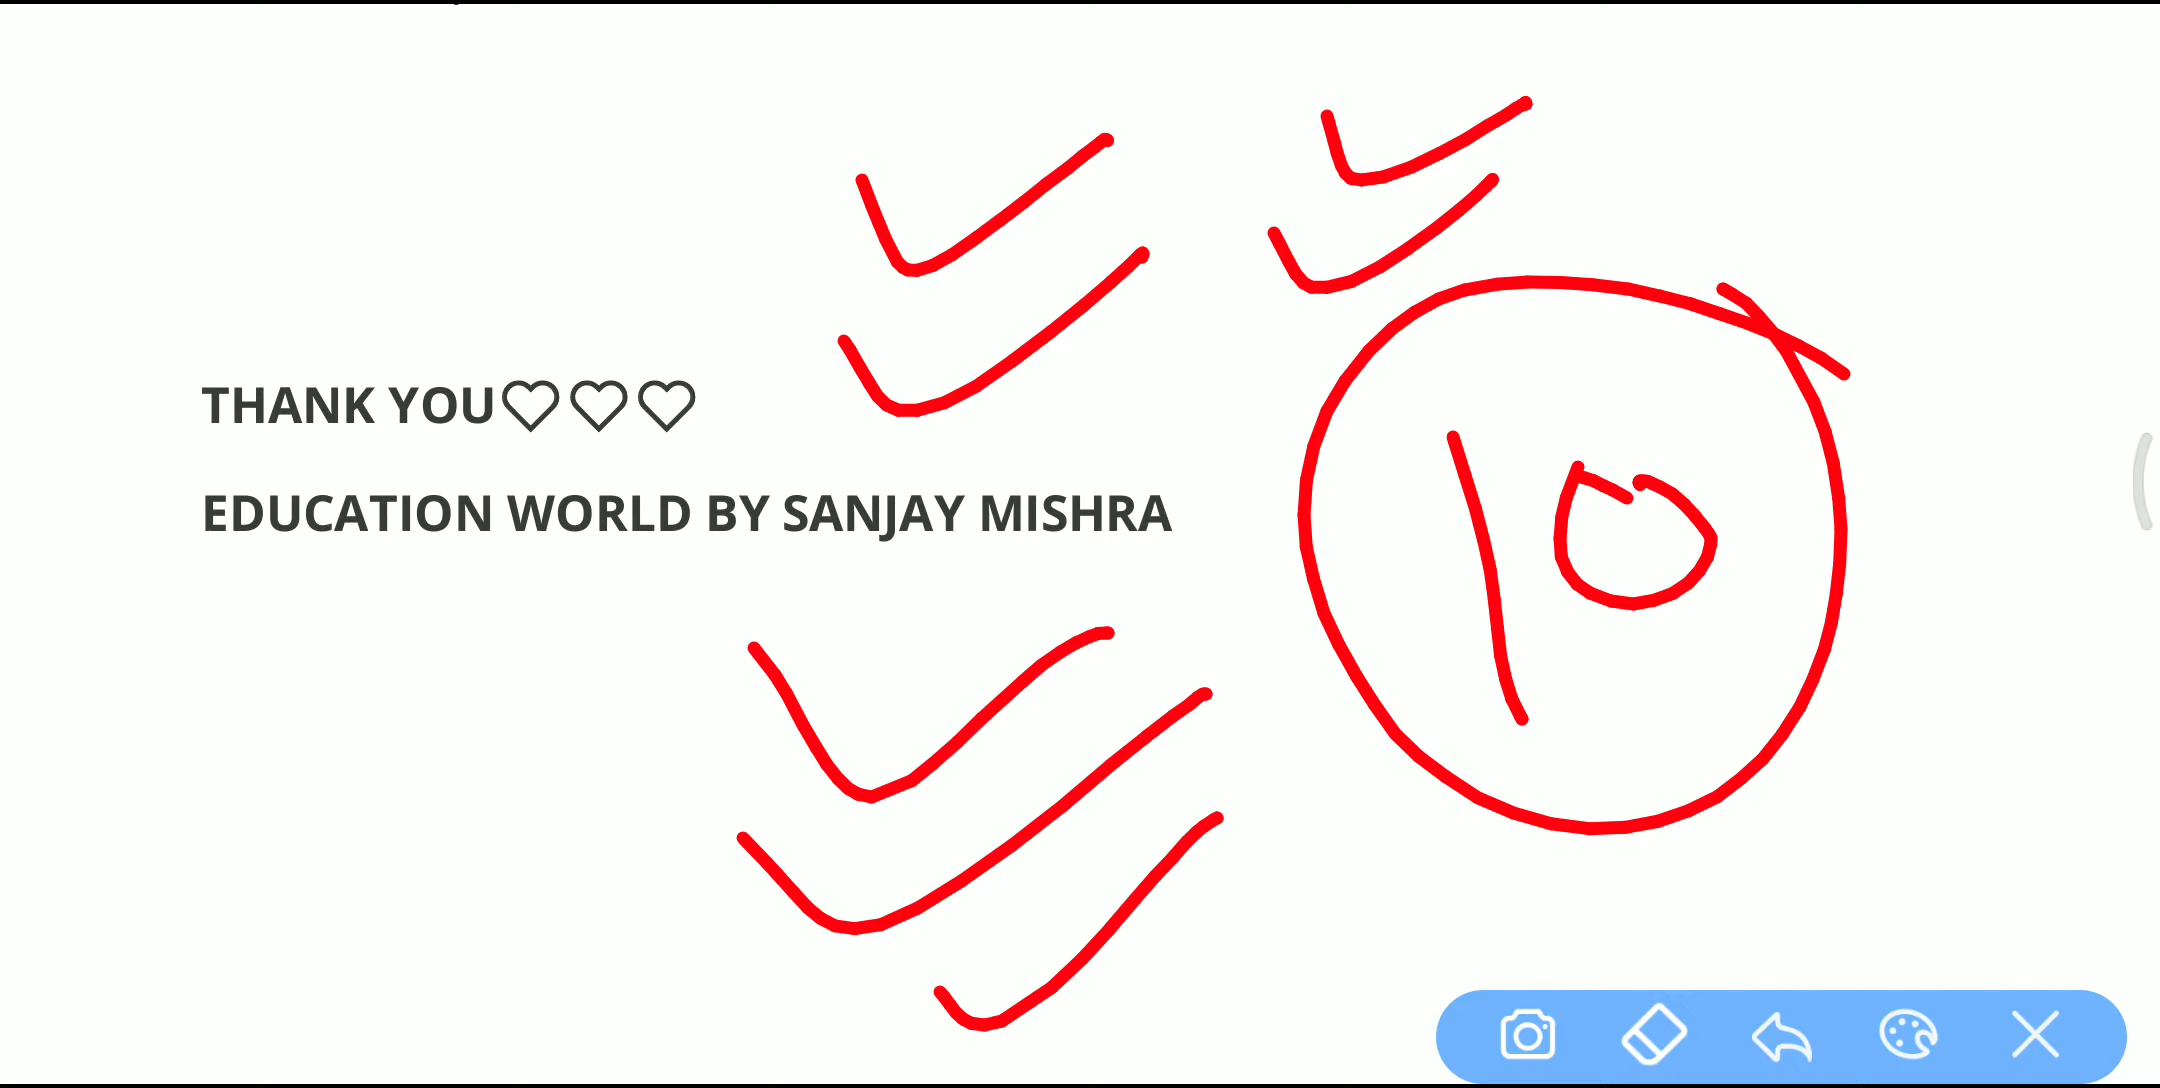 THANK YOU♡♡♡
EDUCATION WORLD BY SANJAY MISHRA
10